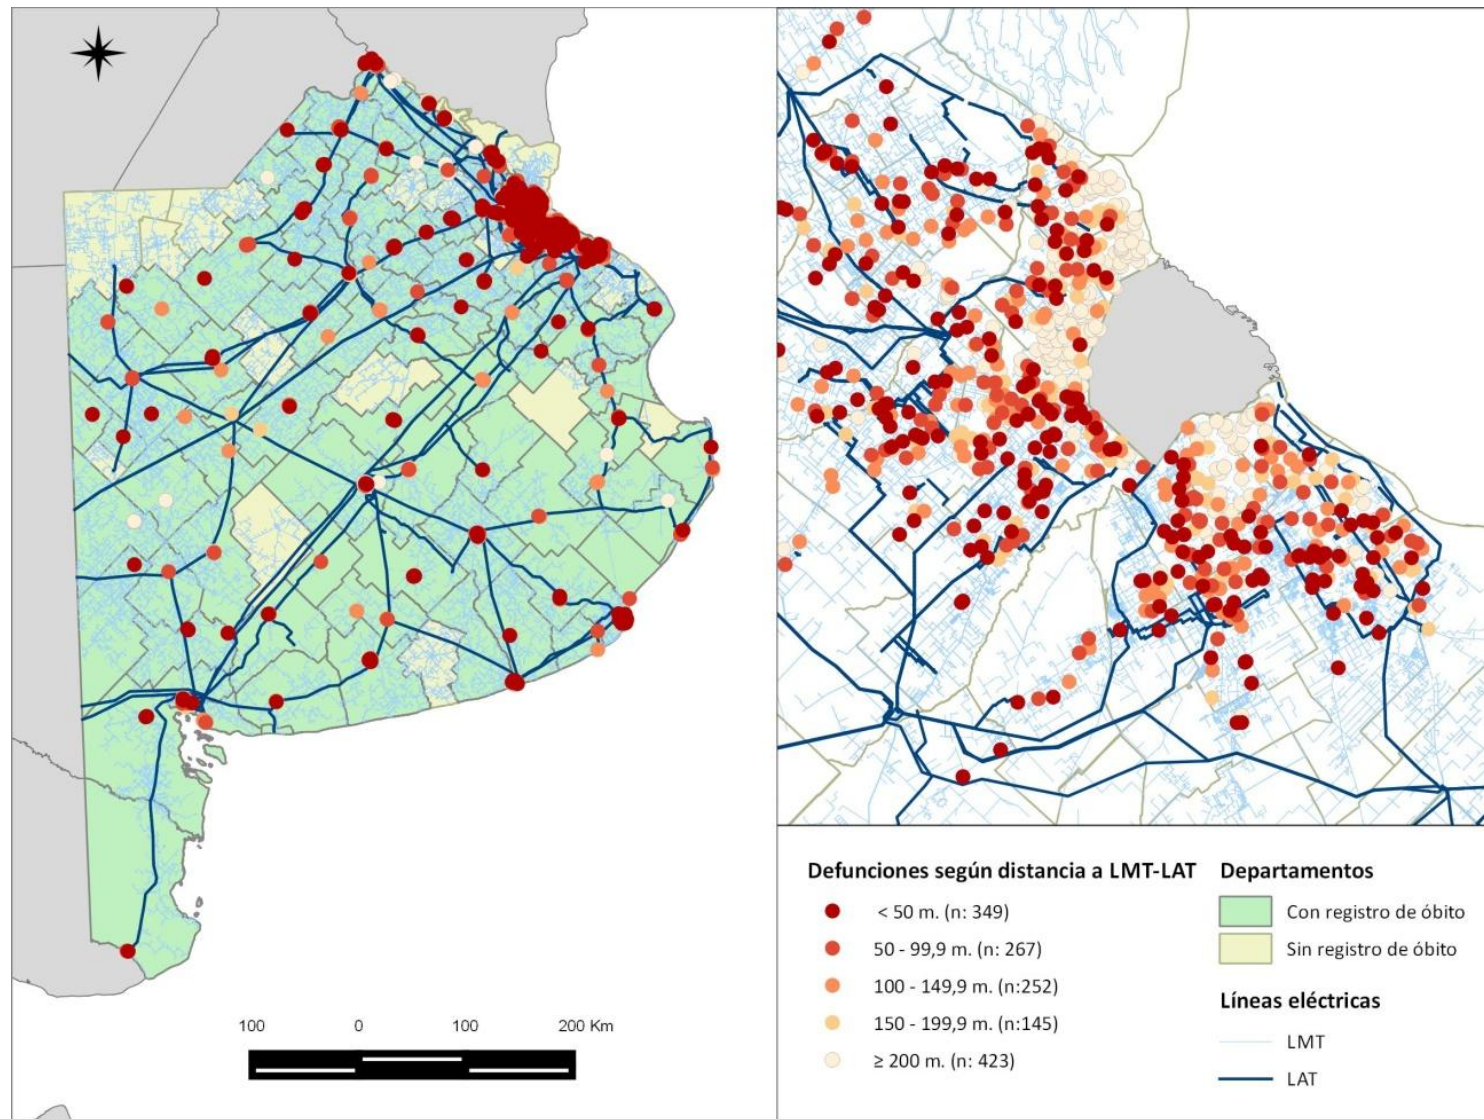 100 0 100 200 Km
Defunciones según distancia a LMT-LAT
< 50 m. (n: 349)
50 - 99,9 m. (n: 267)
100 - 149,9 m. (n:252)
150 - 199,9 m. (n:145)
≥ 200 m. (n: 423)
Departamentos
Con registro de óbito
Sin registro de óbito
Líneas eléctricas
LMT
LAT